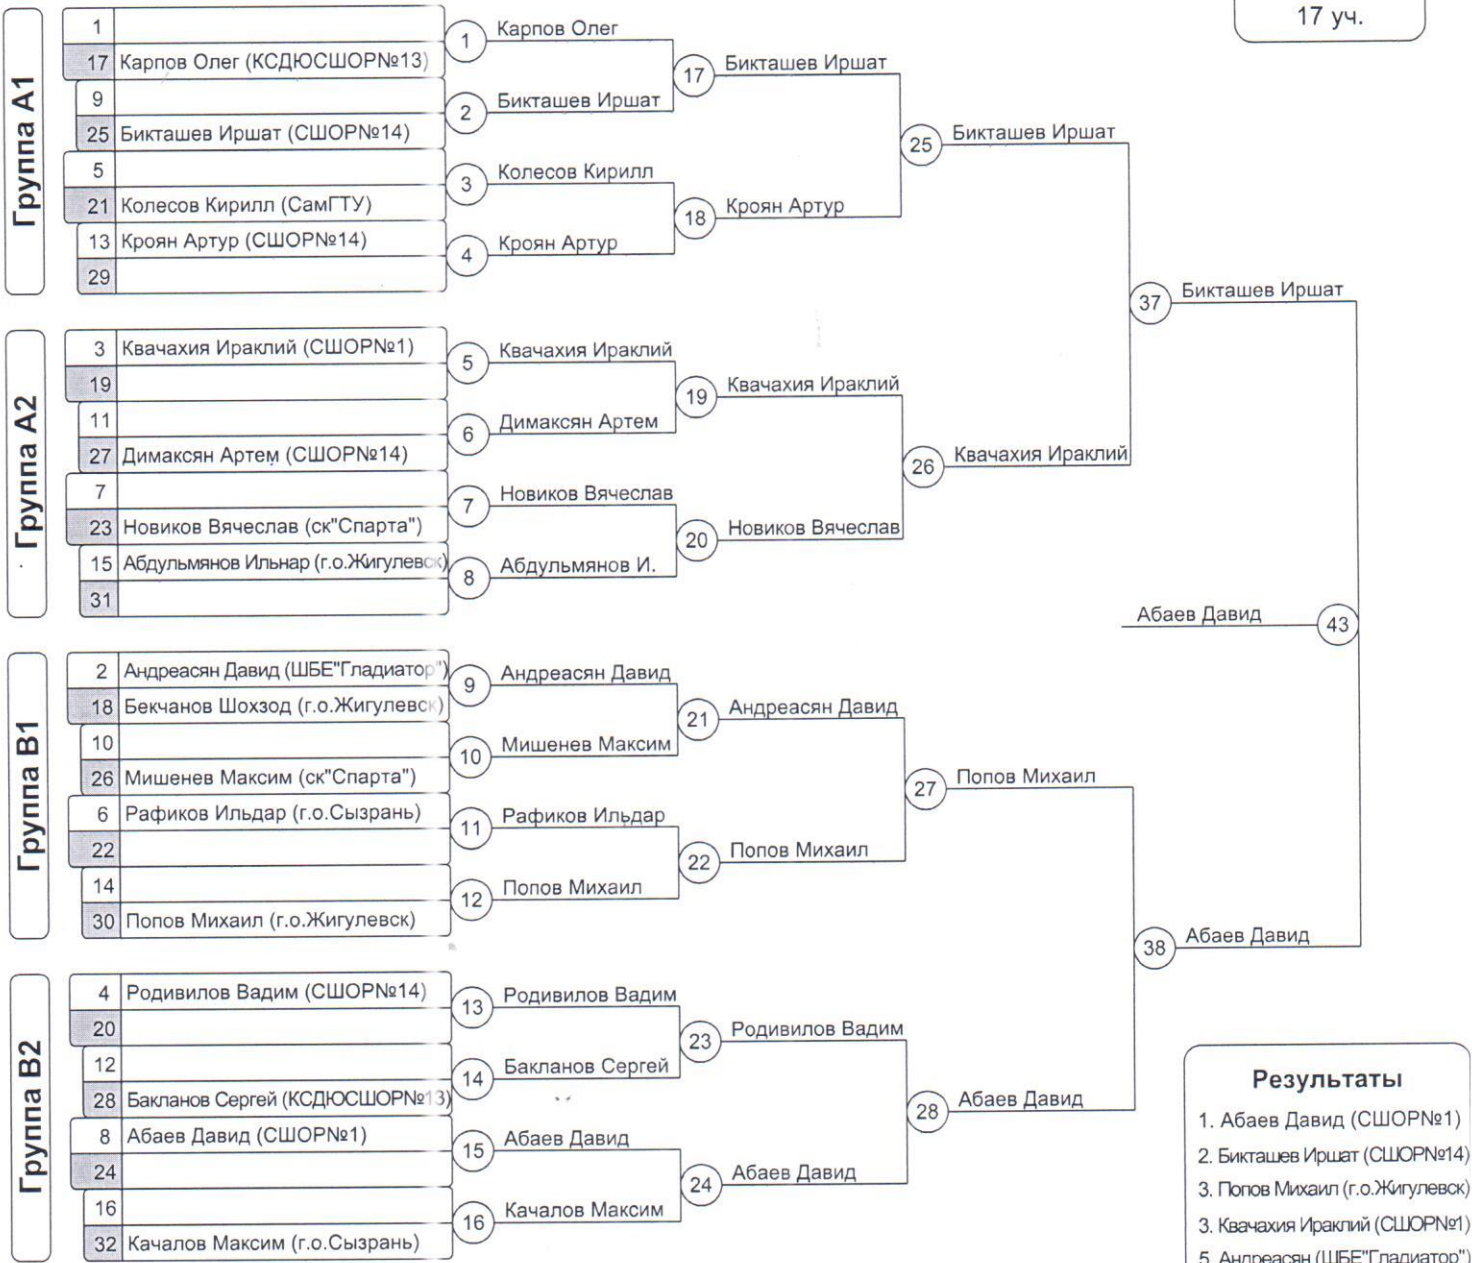 17 уч.
Группа А1
1
17 Карпов Олег (КСДЮСШОР№13)
9
25 Бикташев Иршат (СШОР№14)
5
21 Колесов Кирилл (СамГТУ)
13 Кроян Артур (СШОР№14)
29
1 Карпов Олег
2 Бикташев Иршат
3 Колесов Кирилл
4 Кроян Артур
17 Бикташев Иршат
18 Кроян Артур
25 Бикташев Иршат
Группа А2
3 Квачахия Ираклий (СШОР№1)
19
11
27 Димаксян Артем (СШОР№14)
7
23 Новиков Вячеслав (ск"Спарта")
15 Абдульмянов Ильнар (г.о.Жигулевск)
31
5 Квачахия Ираклий
6 Димаксян Артем
7 Новиков Вячеслав
8 Абдульмянов И.
19 Квачахия Ираклий
20 Новиков Вячеслав
26 Квачахия Ираклий
37 Бикташев Иршат
Группа В1
2 Андреасян Давид (ШБЕ"Гладиатор")
18 Бекчанов Шохзод (г.о.Жигулевск)
10
26 Мишенев Максим (ск"Спарта")
6 Рафиков Ильдар (г.о.Сызрань)
22
14
30 Попов Михаил (г.о.Жигулевск)
9 Андреасян Давид
10 Мишенев Максим
11 Рафиков Ильдар
12 Попов Михаил
21 Андреасян Давид
22 Попов Михаил
27 Попов Михаил
Группа В2
4 Родивилов Вадим (СШОР№14)
20
12
28 Бакланов Сергей (КСДЮСШОР№13)
8 Абаев Давид (СШОР№1)
24
16
32 Качалов Максим (г.о.Сызрань)
13 Родивилов Вадим
14 Бакланов Сергей
15 Абаев Давид
16 Качалов Максим
23 Родивилов Вадим
24 Абаев Давид
28 Абаев Давид
38 Абаев Давид
Абаев Давид 43
Результаты
1. Абаев Давид (СШОР№1)
2. Бикташев Иршат (СШОР№14)
3. Попов Михаил (г.о.Жигулевск)
3. Квачахия Ираклий (СШОР№1)
5. Андреасян (ШБЕ"Гладиатор")